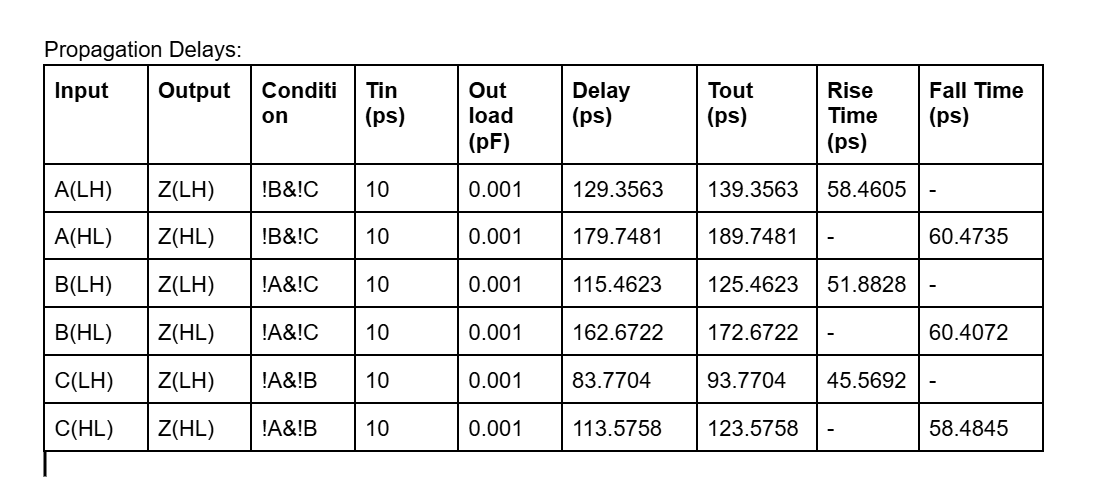 Propagation Delays:
Input Output Conditi on Tin (ps) Out load (pF) Delay (ps) Tout (ps) Rise Time (ps) Fall Time (ps)
A(LH) Z(LH) !B&!C 10 0.001 129.3563 139.3563 58.4605 -
A(HL) Z(HL) !B&!C 10 0.001 179.7481 189.7481 - 60.4735
B(LH) Z(LH) !A&!C 10 0.001 115.4623 125.4623 51.8828 -
B(HL) Z(HL) !A&!C 10 0.001 162.6722 172.6722 - 60.4072
C(LH) Z(LH) !A&!B 10 0.001 83.7704 93.7704 45.5692 -
C(HL) Z(HL) !A&!B 10 0.001 113.5758 123.5758 - 58.4845